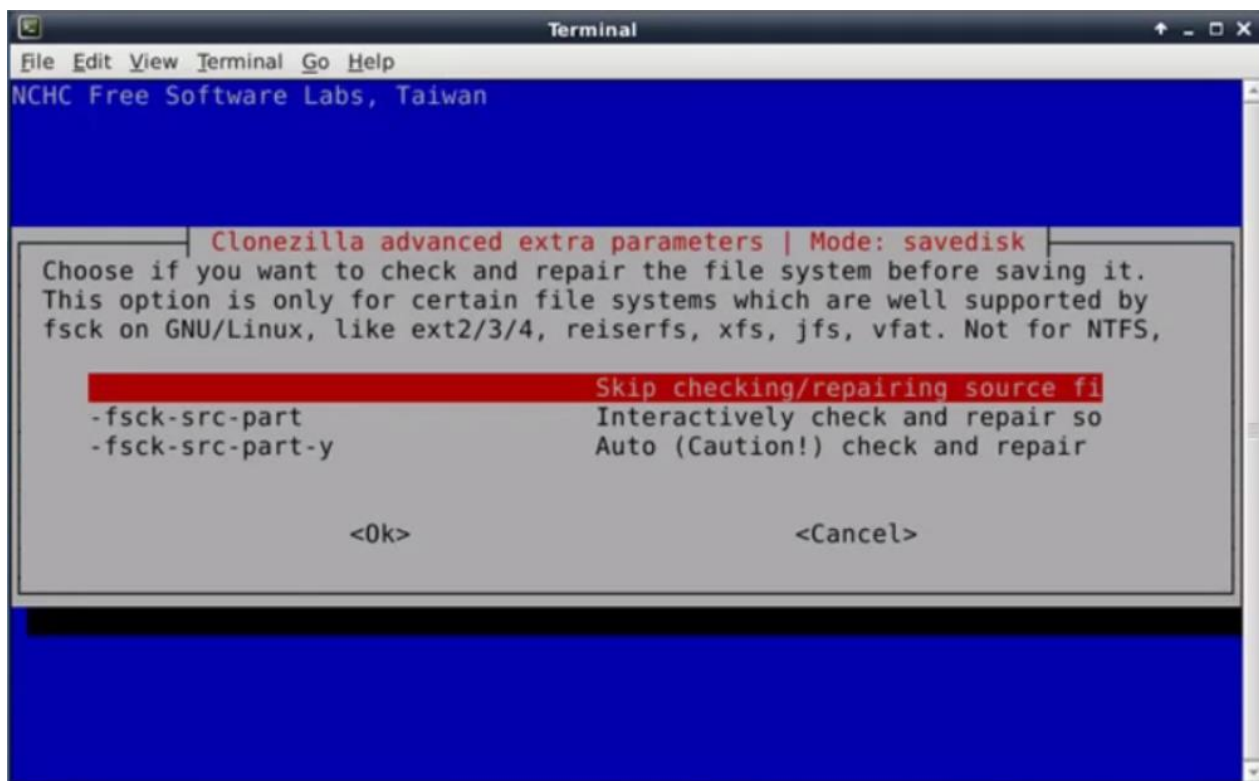 Terminal
File Edit View Terminal Go Help
NCHC Free Software Labs, Taiwan
Clonezilla advanced extra parameters | Mode: savedisk
Choose if you want to check and repair the file system before saving it.
This option is only for certain file systems which are well supported by
fsck on GNU/Linux, like ext2/3/4, reiserfs, xfs, jfs, vfat. Not for NTFS,
Skip checking/repairing source fi
-fsck-src-part Interactively check and repair so
-fsck-src-part-y Auto (Caution!) check and repair
<Ok> <Cancel>